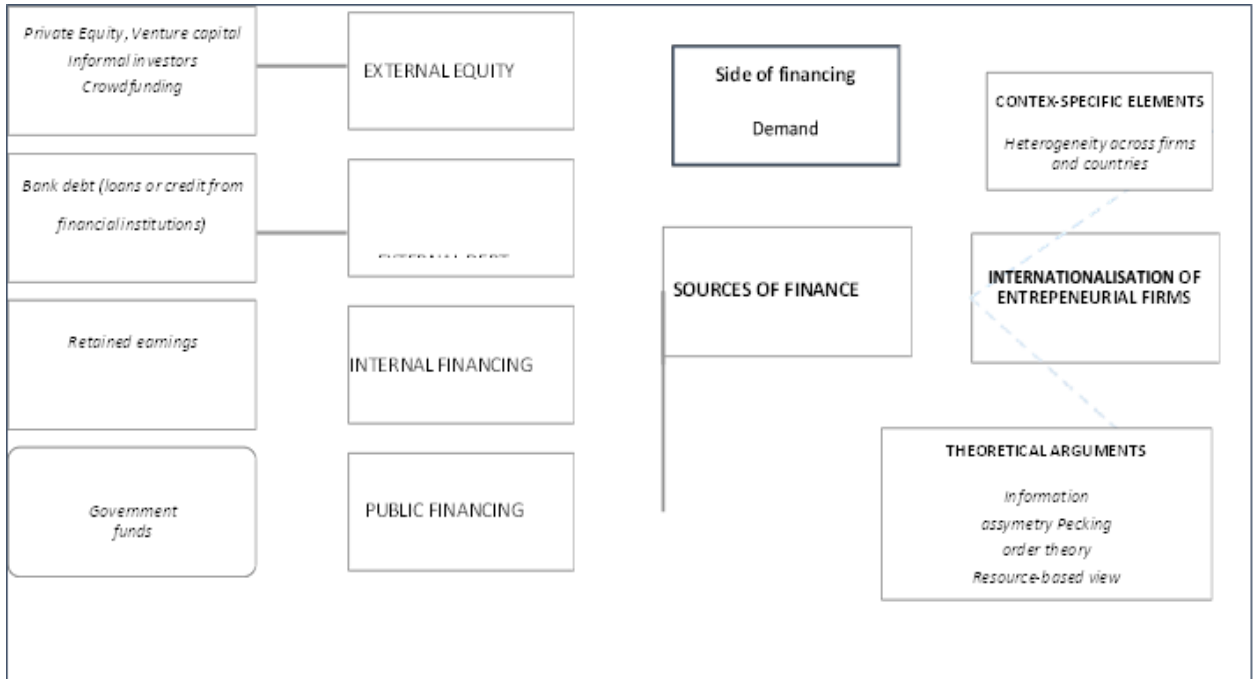 Private Equity, Venture capital
Informal investors
Crowdfunding
EXTERNAL EQUITY
Side of financing
Demand
CONTEX-SPECIFIC ELEMENTS
Heterogeneity across firms
and countries
Bank debt (loans or credit from
financial institutions)
SOURCES OF FINANCE
INTERNATIONALISATION OF
ENTREPENEURIAL FIRMS
Retained earnings
INTERNAL FINANCING
Government
funds
PUBLIC FINANCING
THEORETICAL ARGUMENTS
Information
assymetry Pecking
order theory
Resource-based view